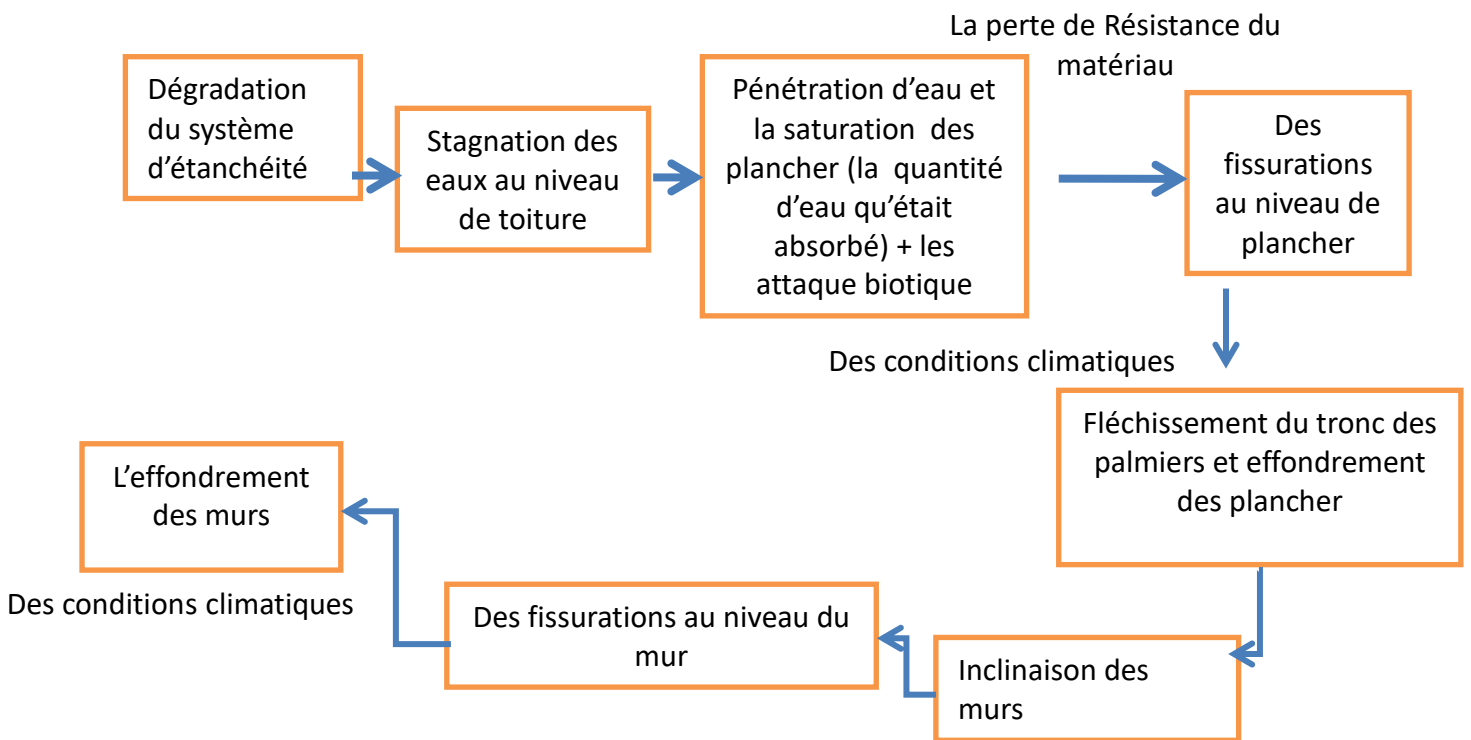 Dégradation
du système
d’étanchéité
Stagnation des
eaux au niveau
de toiture
Pénétration d’eau et
la saturation des
plancher (la quantité
d’eau qu’était
absorbé) + les
attaque biotique
La perte de Résistance du
matériau
Des
fissurations
au niveau de
plancher
Des conditions climatiques
Fléchissement du tronc des
palmiers et effondrement
des plancher
Inclinaison des
murs
Des fissurations au niveau du
mur
L’effondrement
des murs
Des conditions climatiques